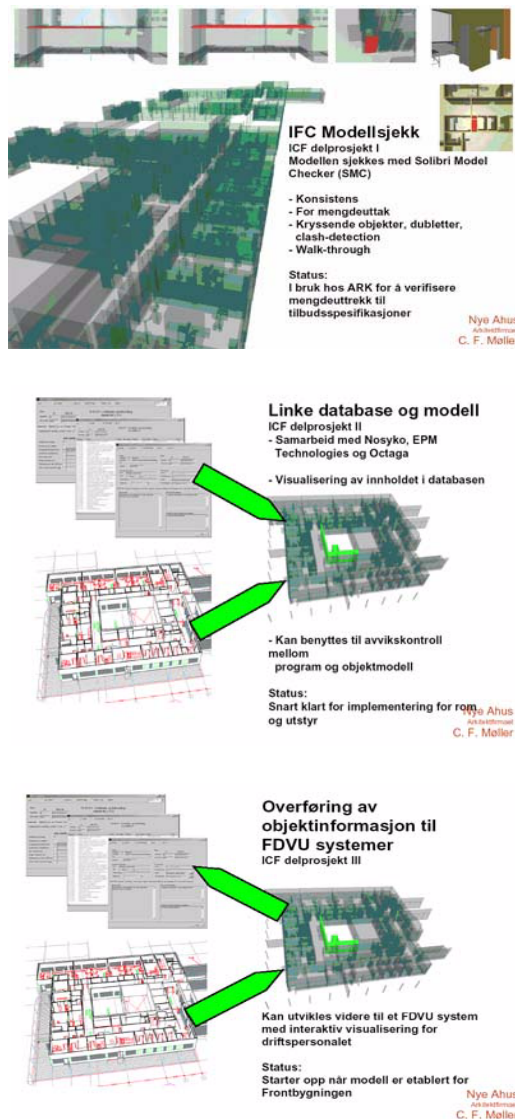 IFC Modellsjekk
ICF delprosjekt I
Modellen sjekkes med Solibri Model
Checker (SMC)
- Konsistens
- For mengdeuttak
- Kryssende objekter, dubletter,
clash-detection
- Walk-through
Status:
I bruk hos ARK for å verifisere
mengdeuttrekk til
tilbudsspesifikasjoner
Nye Ahus
Arkitektfirmaet
C. F. Møller
Linke database og modell
ICF delprosjekt II
- Samarbeid med Nosyko, EPM
Technologies og Octaga
- Visualisering av innholdet i databasen
- Kan benyttes til avvikskontroll
mellom
program og objektmodell
Status:
Snart klart for implementering for rom
og utstyr
Nye Ahus
Arkitektfirmaet
C. F. Møller
Overføring av
objektinformasjon til
FDVU systemer
ICF delprosjekt III
Kan utvikles videre til et FDVU system
med interaktiv visualisering for
driftspersonalet
Status:
Starter opp når modell er etablert for
Frontbygningen
Nye Ahus
Arkitektfirmaet
C. F. Møller